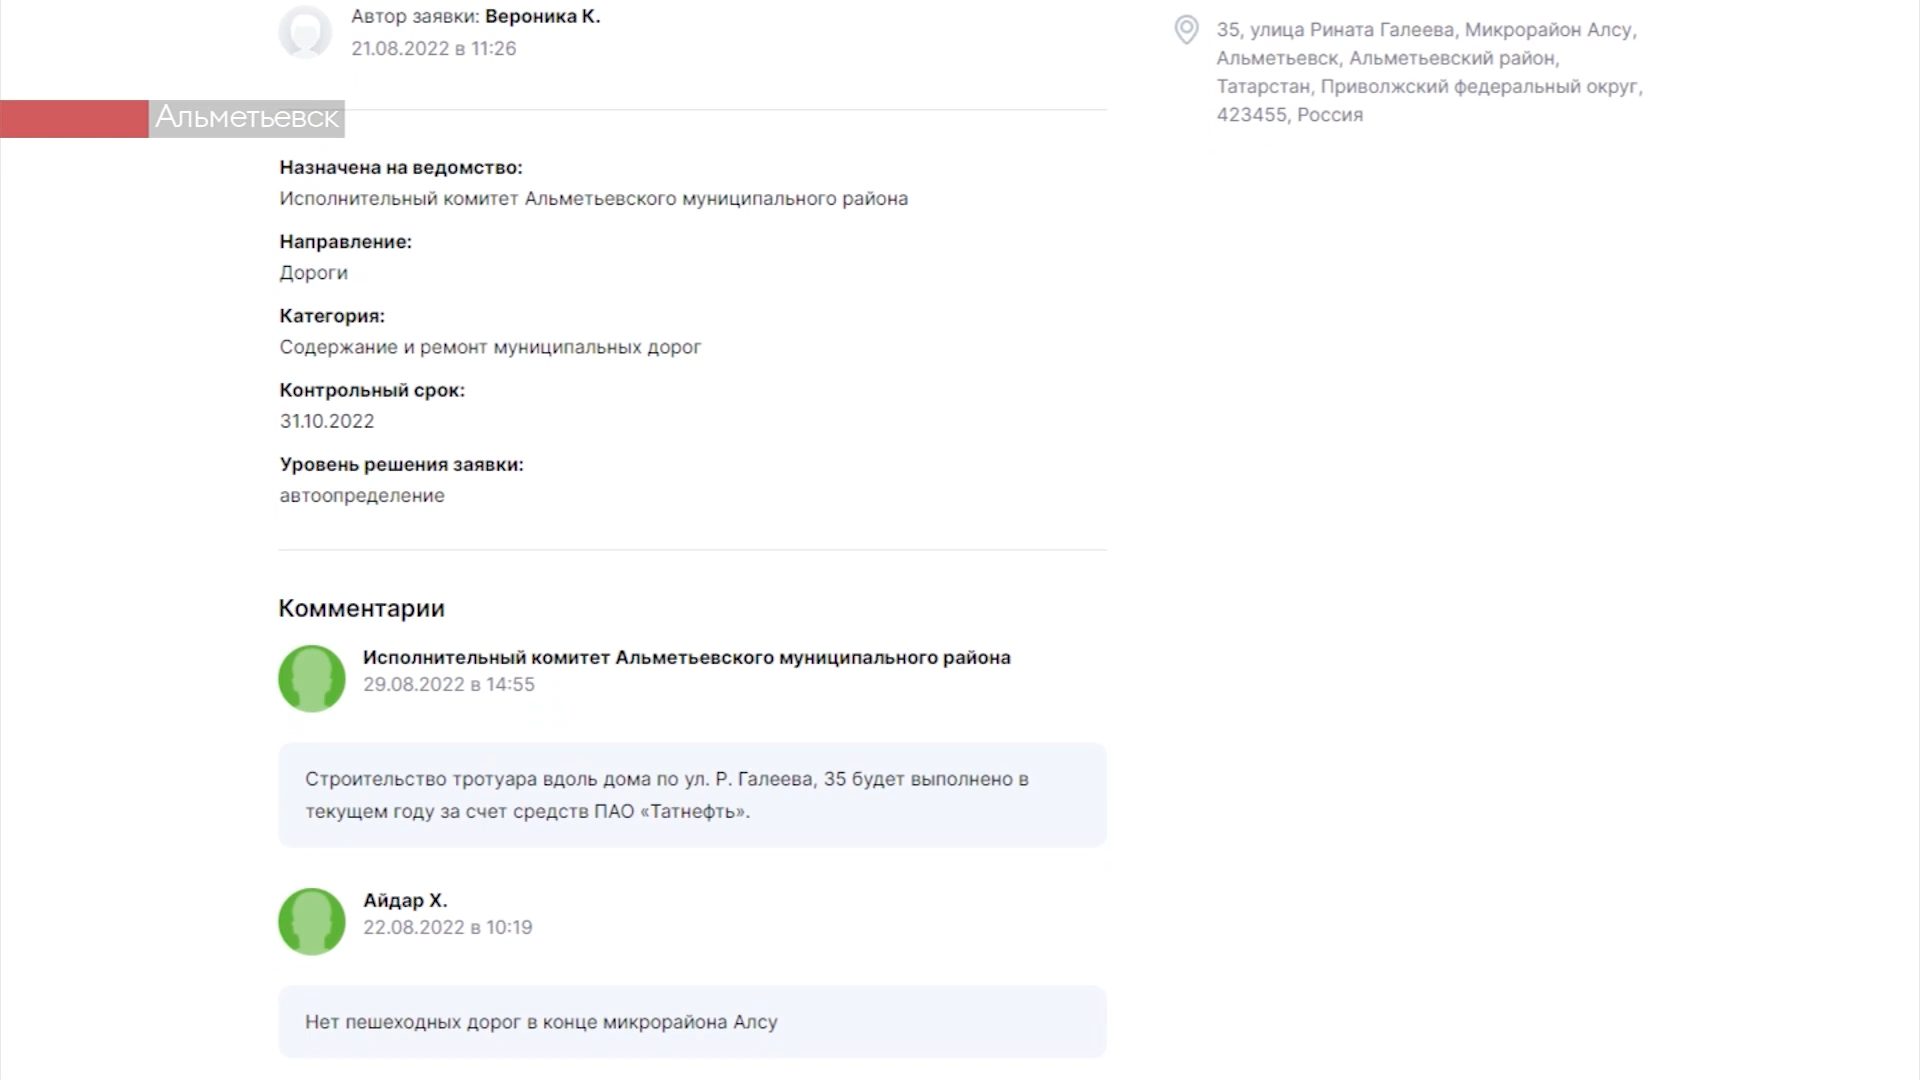 Автор заявки: Вероника К.
21.08.2022 в 11:26
35, улица Рината Галеева, Микрорайон Алсу,
Альметьевск, Альметьевский район,
Татарстан, Приволжский федеральный округ,
423455, Россия
Альметьевск
Назначена на ведомство:
Исполнительный комитет Альметьевского муниципального района
Направление:
Дороги
Категория:
Содержание и ремонт муниципальных дорог
Контрольный срок:
31.10.2022
Уровень решения заявки:
автоопределение
Комментарии
Исполнительный комитет Альметьевского муниципального района
29.08.2022 в 14:55
Строительство тротуара вдоль дома по ул. Р. Галеева, 35 будет выполнено в
текущем году за счет средств ПАО «Татнефть».
Айдар Х.
22.08.2022 в 10:19
Нет пешеходных дорог в конце микрорайона Алсу